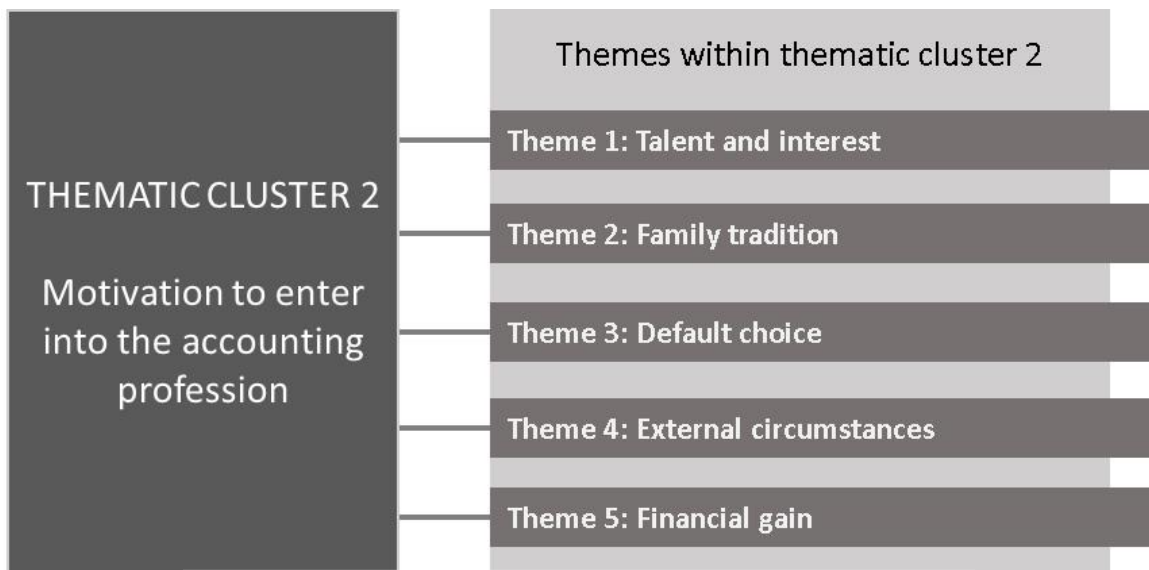 THEMATIC CLUSTER 2
Motivation to enter
into the accounting
profession
Themes within thematic cluster 2
Theme 1: Talent and interest
Theme 2: Family tradition
Theme 3: Default choice
Theme 4: External circumstances
Theme 5: Financial gain